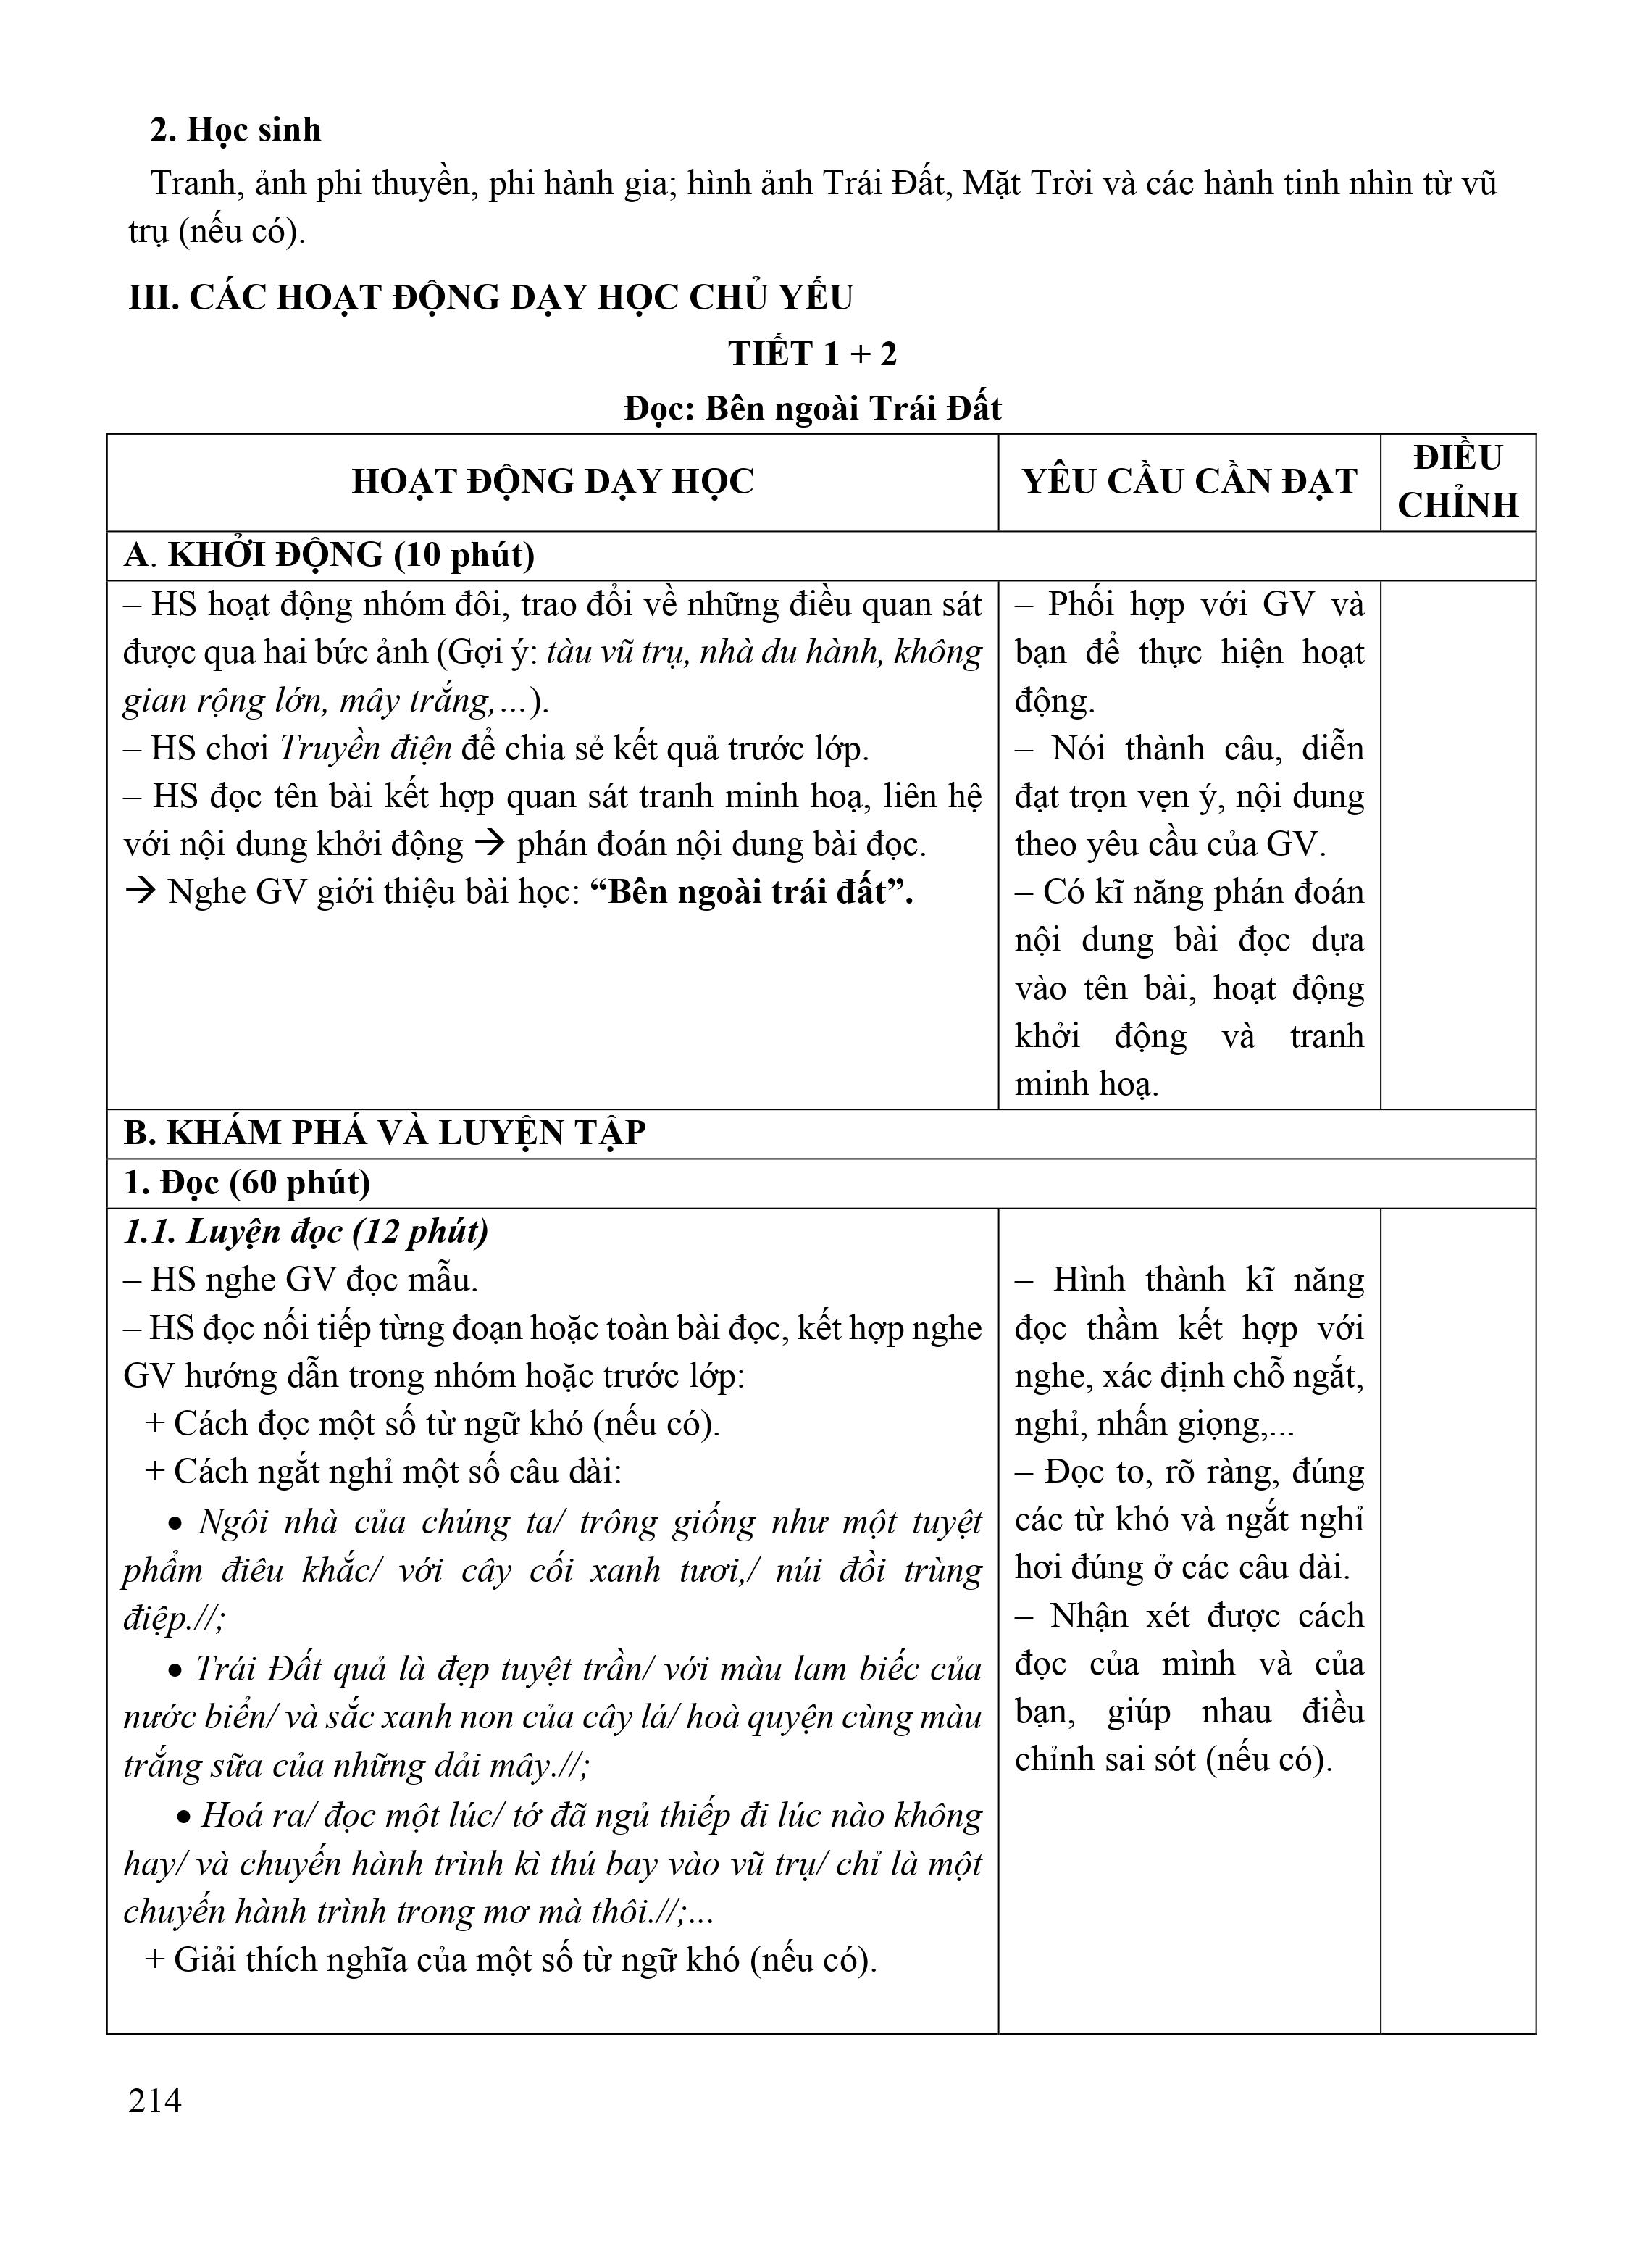 2. Học sinh
Tranh, ảnh phi thuyền, phi hành gia; hình ảnh Trái Đất, Mặt Trời và các hành tinh nhìn từ vũ
trụ (nếu có).
III. CÁC HOẠT ĐỘNG DẠY HỌC CHỦ YẾU
TIẾT 1 + 2
Đọc: Bên ngoài Trái Đất
HOẠT ĐỘNG DẠY HỌC
YÊU CẦU CẦN ĐẠT
ĐIỀU
CHỈNH
A. KHỞI ĐỘNG (10 phút)
– HS hoạt động nhóm đôi, trao đổi về những điều quan sát
được qua hai bức ảnh (Gợi ý: tàu vũ trụ, nhà du hành, không
gian rộng lớn, mây trắng,…).
– HS chơi Truyền điện để chia sẻ kết quả trước lớp.
– HS đọc tên bài kết hợp quan sát tranh minh hoạ, liên hệ
với nội dung khởi động → phán đoán nội dung bài đọc.
→ Nghe GV giới thiệu bài học: “Bên ngoài trái đất”.
– Phối hợp với GV và
bạn để thực hiện hoạt
động.
– Nói thành câu, diễn
đạt trọn vẹn ý, nội dung
theo yêu cầu của GV.
– Có kĩ năng phán đoán
nội dung bài đọc dựa
vào tên bài, hoạt động
khởi động và tranh
minh hoạ.
B. KHÁM PHÁ VÀ LUYỆN TẬP
1. Đọc (60 phút)
1.1. Luyện đọc (12 phút)
– HS nghe GV đọc mẫu.
– HS đọc nối tiếp từng đoạn hoặc toàn bài đọc, kết hợp nghe
GV hướng dẫn trong nhóm hoặc trước lớp:
+ Cách đọc một số từ ngữ khó (nếu có).
+ Cách ngắt nghỉ một số câu dài:
• Ngôi nhà của chúng ta/ trông giống như một tuyệt
phẩm điêu khắc/ với cây cối xanh tươi,/ núi đồi trùng
điệp.//;
• Trái Đất quả là đẹp tuyệt trần/ với màu lam biếc của
nước biển/ và sắc xanh non của cây lá/ hoà quyện cùng màu
trắng sữa của những dải mây.//;
• Hoá ra/ đọc một lúc/ tớ đã ngủ thiếp đi lúc nào không
hay/ và chuyến hành trình kì thú bay vào vũ trụ/ chỉ là một
chuyến hành trình trong mơ mà thôi.//;...
+ Giải thích nghĩa của một số từ ngữ khó (nếu có).
– Hình thành kĩ năng
đọc thầm kết hợp với
nghe, xác định chỗ ngắt,
nghỉ, nhấn giọng,...
– Đọc to, rõ ràng, đúng
các từ khó và ngắt nghỉ
hơi đúng ở các câu dài.
– Nhận xét được cách
đọc của mình và của
bạn, giúp nhau điều
chỉnh sai sót (nếu có).
214